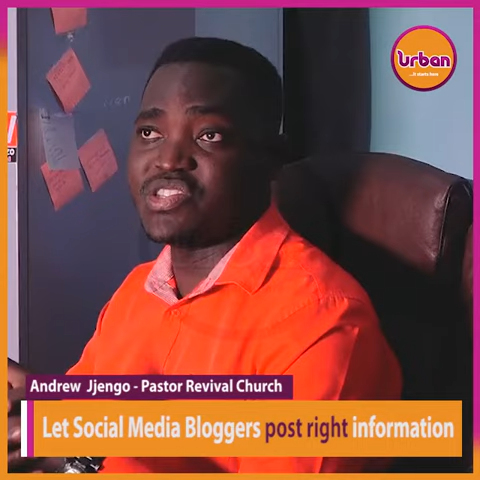 Urban
...it starts here
Andrew Jjengo - Pastor Revival Church
Let Social Media Bloggers post right information